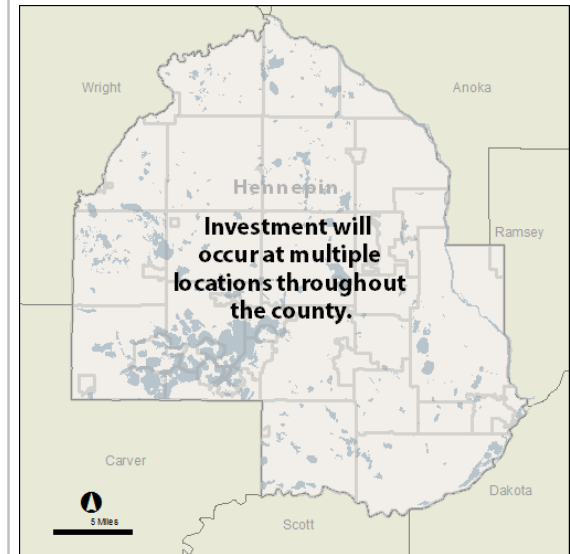 Wright
Anoka
Hennepin
Ramsey
Investment will
occur at multiple
locations throughout
the county.
Carver
Dakota
5 Miles
Scott